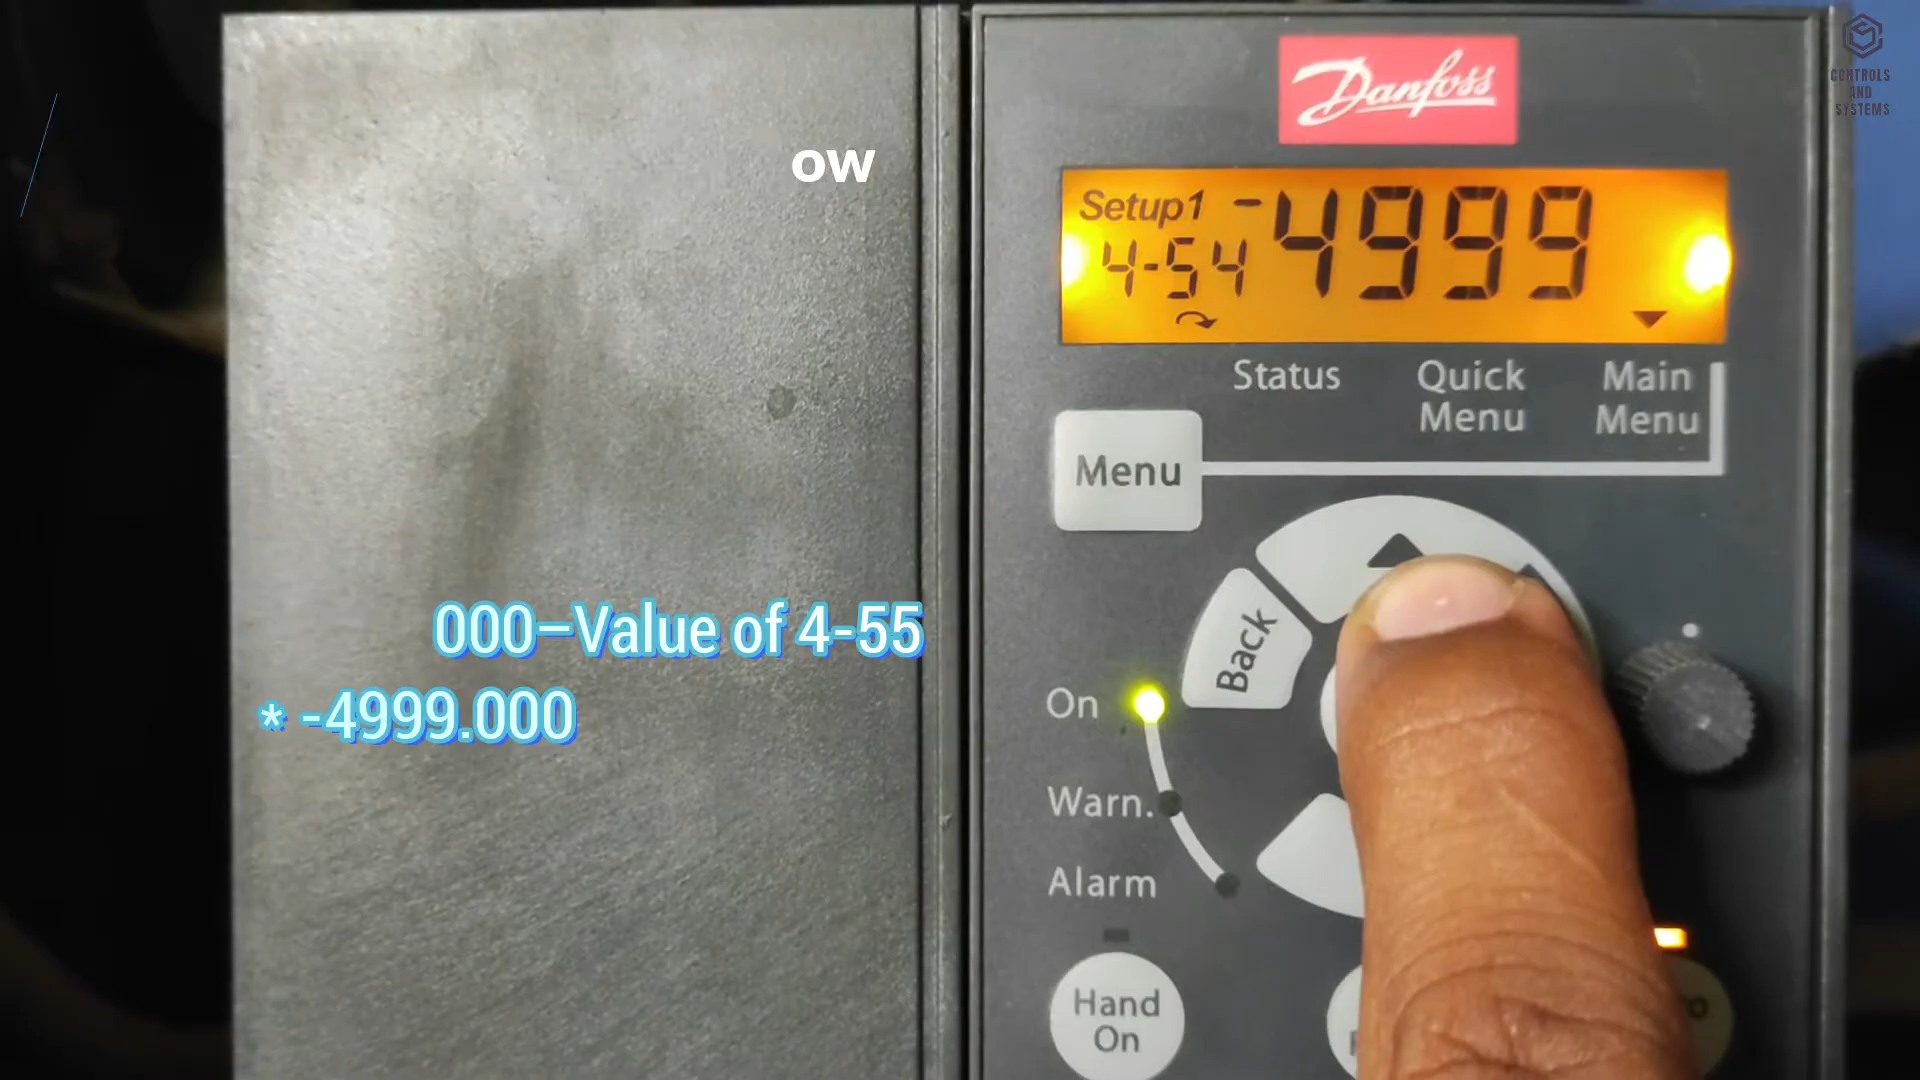 Danfoss
CONTROLS
AND
SYSTEMS
ow
Setup1 -4999
4-54
Status
Quick
Menu
Main
Menu
Menu
Back
000–Value of 4-55
* -4999.000
On
Warn.
Alarm
Hand
On